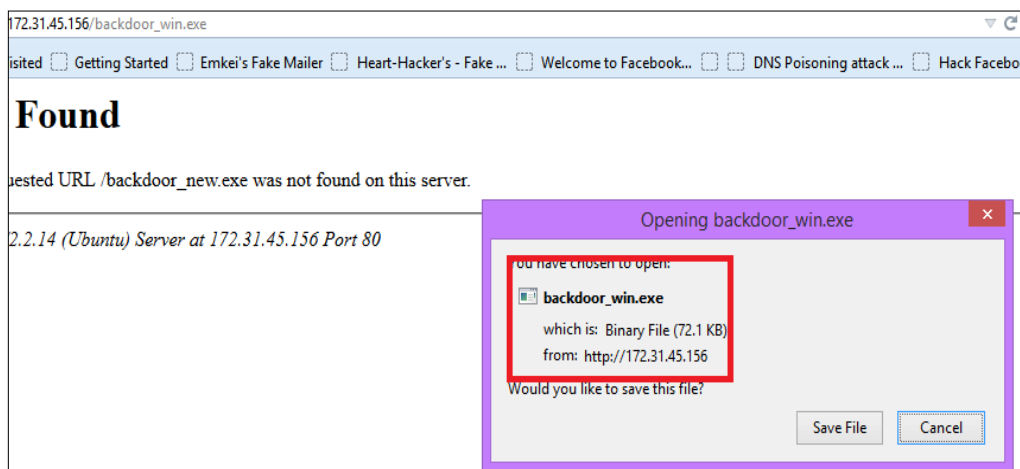 172.31.45.156/backdoor_win.exe
isited Getting Started Emkei's Fake Mailer Heart-Hacker's - Fake ... Welcome to Facebook... DNS Poisoning attack ... Hack Facebo
Found
uested URL /backdoor_new.exe was not found on this server.
/2.2.14 (Ubuntu) Server at 172.31.45.156 Port 80
Opening backdoor_win.exe
You have chosen to open:
backdoor_win.exe
which is: Binary File (72.1 KB)
from: http://172.31.45.156
Would you like to save this file?
Save File Cancel